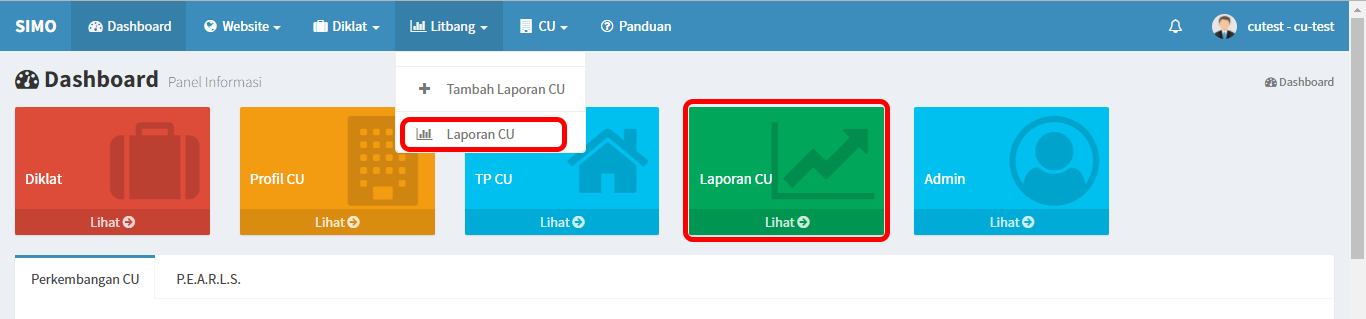 SIMO Dashboard Website Diklat Litbang CU Panduan cutest - cu-test
Dashboard Panel Informasi Dashboard
Tambah Laporan CU
Laporan CU
Diklat Profil CU TP CU Laporan CU Admin
Lihat Lihat Lihat Lihat Lihat
Perkembangan CU P.E.A.R.L.S.